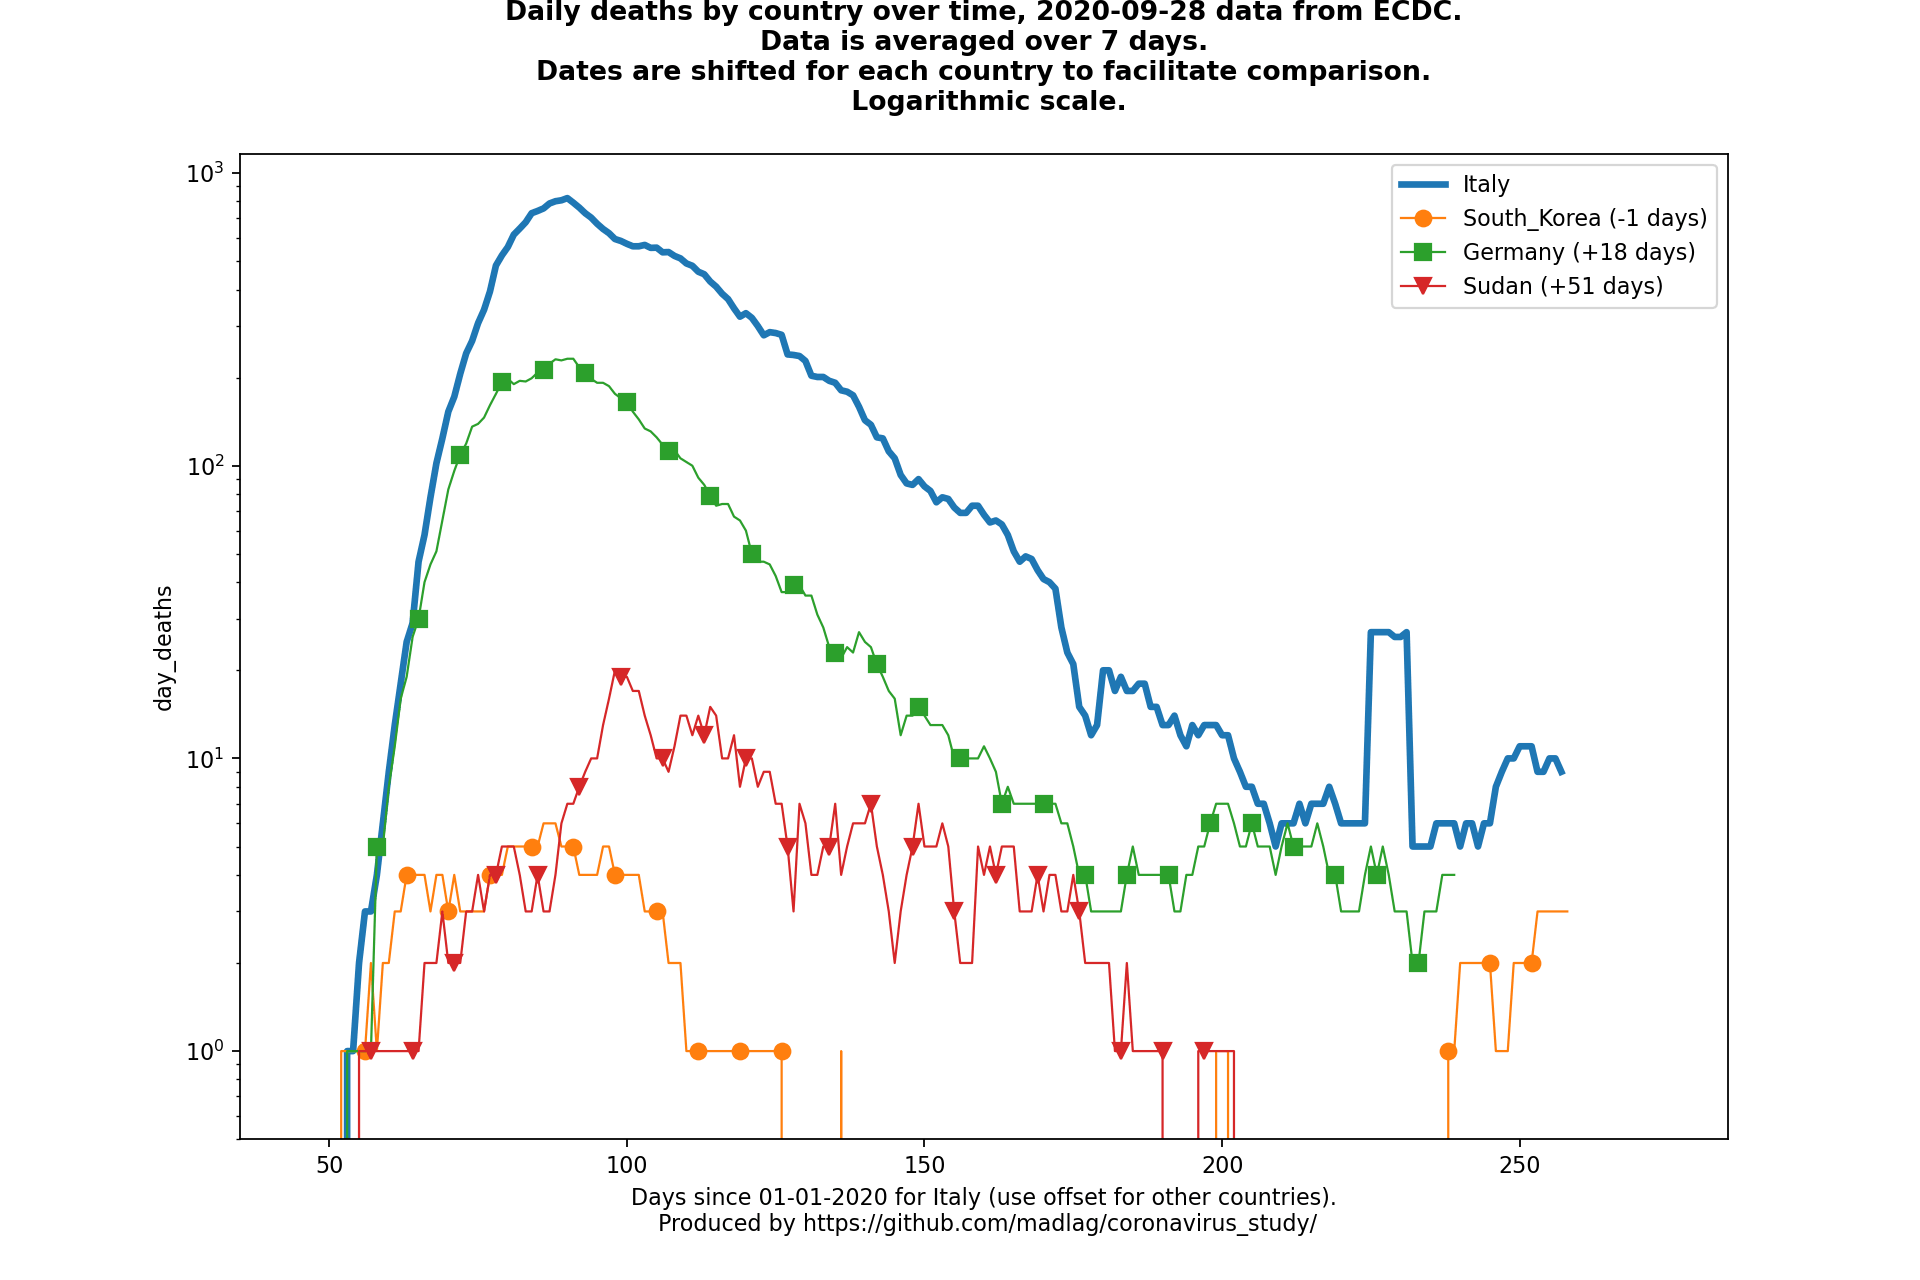 Daily deaths by country over time, 2020-09-28 data from ECDC.
Data is averaged over 7 days.
Dates are shifted for each country to facilitate comparison.
Logarithmic scale.
10³
10²
10¹
10⁰
day_deaths
Italy
South_Korea (-1 days)
Germany (+18 days)
Sudan (+51 days)
50 100 150 200 250
Days since 01-01-2020 for Italy (use offset for other countries).
Produced by https://github.com/madlag/coronavirus_study/